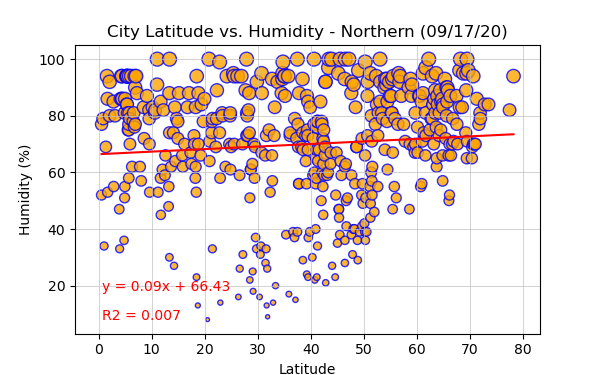 City Latitude vs. Humidity - Northern (09/17/20)
Humidity (%)
100
80
60
40
20
y = 0.09x + 66.43
R2 = 0.007
0 10 20 30 40 50 60 70 80
Latitude